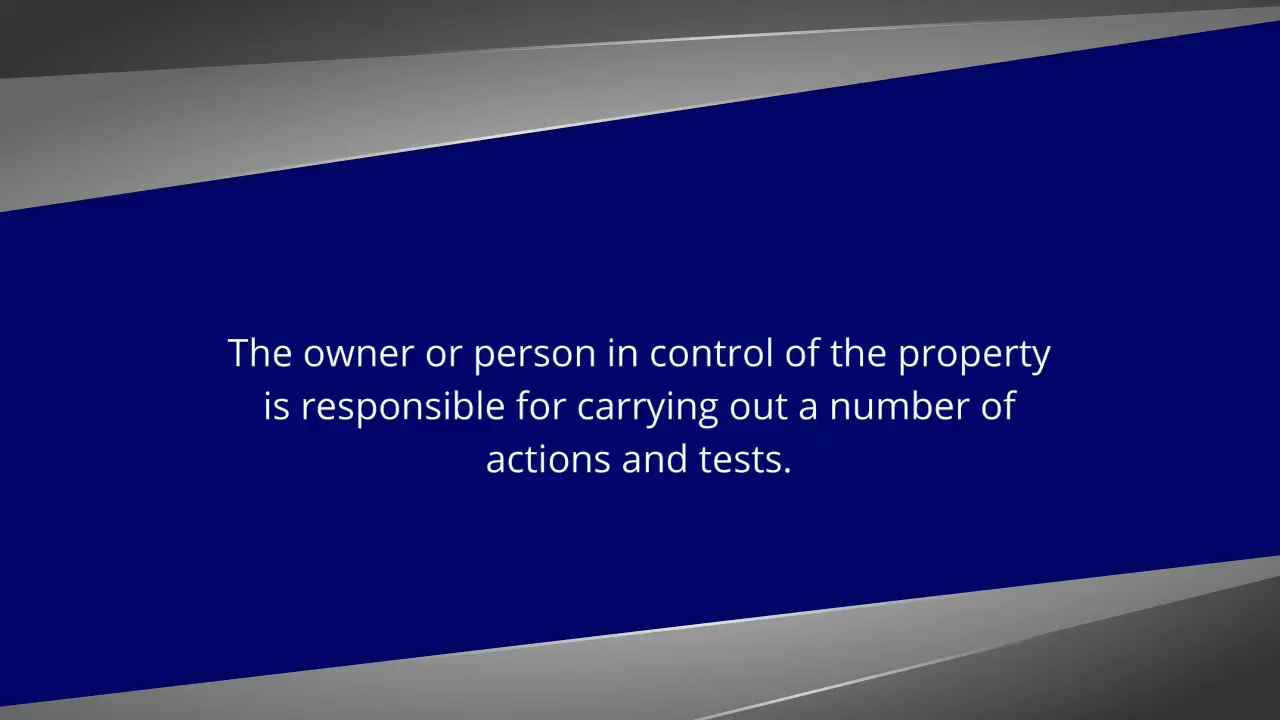 The owner or person in control of the property
is responsible for carrying out a number of
actions and tests.